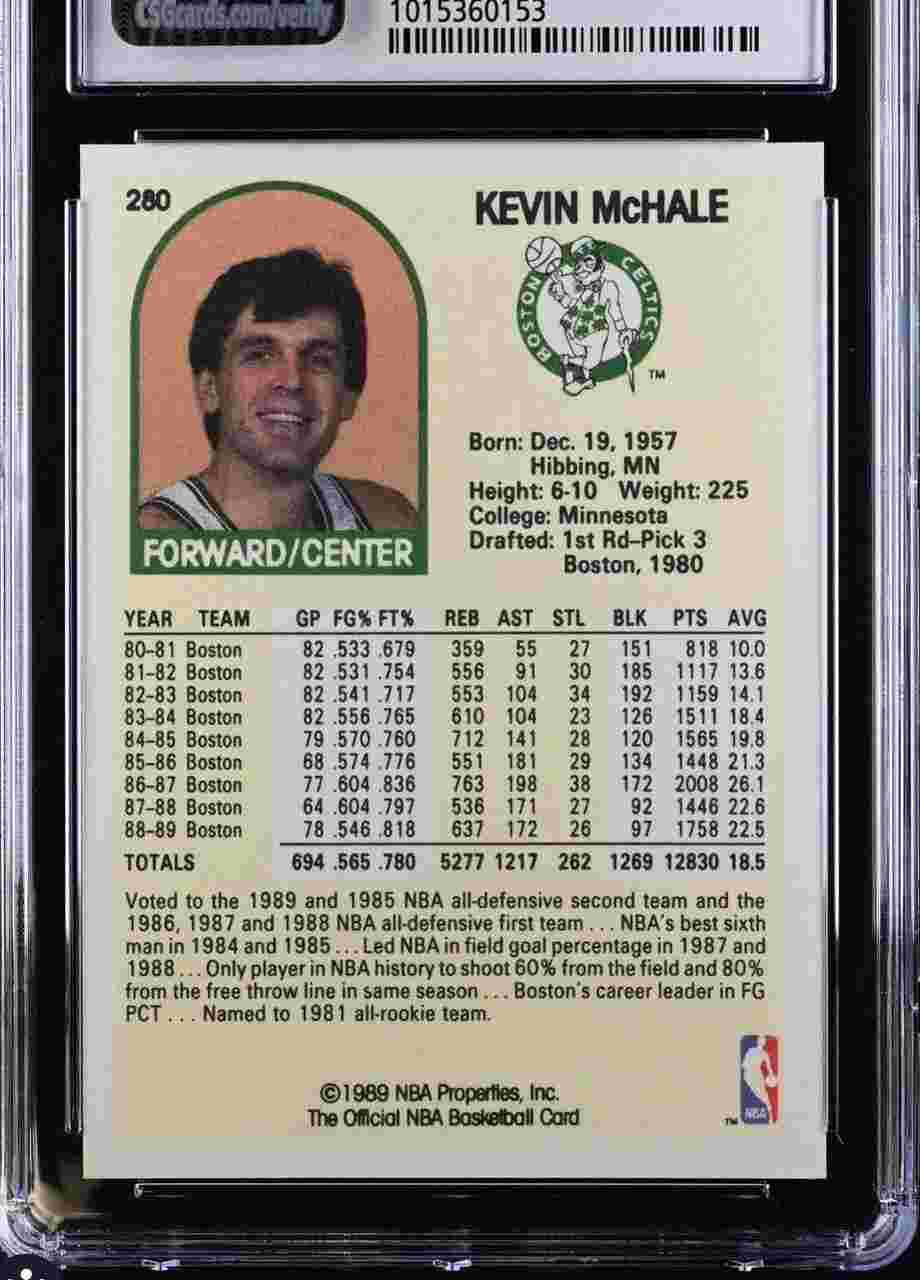 CSGcards.com/verify
1015360153
280
KEVIN McHALE
BOSTON CELTICS
TM
Born: Dec. 19, 1957
Hibbing, MN
Height: 6-10 Weight: 225
College: Minnesota
Drafted: 1st Rd–Pick 3
Boston, 1980
FORWARD/CENTER
YEAR TEAM GP FG% FT% REB AST STL BLK PTS AVG
80–81 Boston 82 .533 .679 359 55 27 151 818 10.0
81–82 Boston 82 .531 .754 556 91 30 185 1117 13.6
82–83 Boston 82 .541 .717 553 104 34 192 1159 14.1
83–84 Boston 82 .556 .765 610 104 23 126 1511 18.4
84–85 Boston 79 .570 .760 712 141 28 120 1565 19.8
85–86 Boston 68 .574 .776 551 181 29 134 1448 21.3
86–87 Boston 77 .604 .836 763 198 38 172 2008 26.1
87–88 Boston 64 .604 .797 536 171 27 92 1446 22.6
88–89 Boston 78 .546 .818 637 172 26 97 1758 22.5
TOTALS 694 .565 .780 5277 1217 262 1269 12830 18.5
Voted to the 1989 and 1985 NBA all-defensive second team and the
1986, 1987 and 1988 NBA all-defensive first team . . . NBA's best sixth
man in 1984 and 1985 . . . Led NBA in field goal percentage in 1987 and
1988 . . . Only player in NBA history to shoot 60% from the field and 80%
from the free throw line in same season . . . Boston's career leader in FG
PCT . . . Named to 1981 all-rookie team.
©1989 NBA Properties, Inc.
The Official NBA Basketball Card
TM NBA